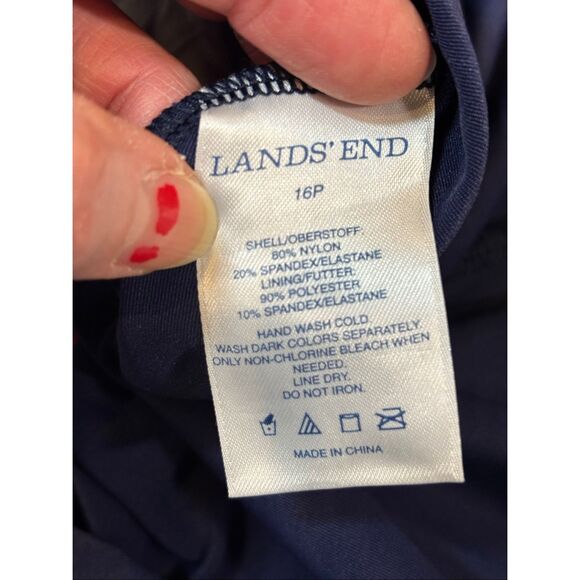 LANDS' END
16P
SHELL/OBERSTOFF:
80% NYLON
20% SPANDEX/ELASTANE
LINING/FUTTER:
90% POLYESTER
10% SPANDEX/ELASTANE
HAND WASH COLD.
WASH DARK COLORS SEPARATELY
ONLY NON-CHLORINE BLEACH WHEN
NEEDED.
LINE DRY.
DO NOT IRON.
MADE IN CHINA